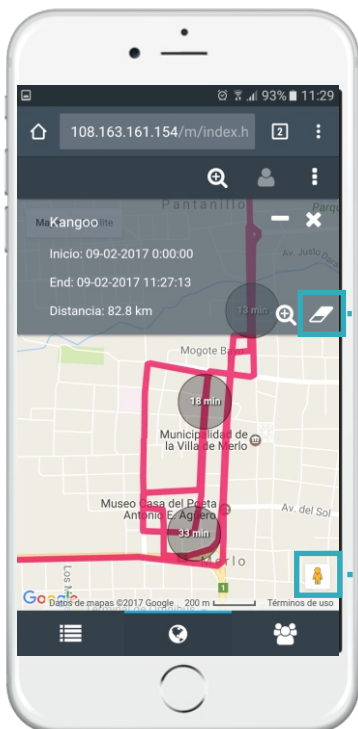 93% 11:29
108.163.161.154/m/index.h
2
Pantanillo
Kangoo
Inicio: 09-02-2017 0:00:00
Av. Justo
End: 09-02-2017 11:27:13
Distancia: 82.8 km
13 min
Mogote
18 min
Municipalidad de
la Villa de Merlo
Museo Casa del Poeta
Antonio E. Agüero
Av. del Sol
33 min
Merlo
1
Google
Datos de mapas ©2017 Google 200 m Términos de uso